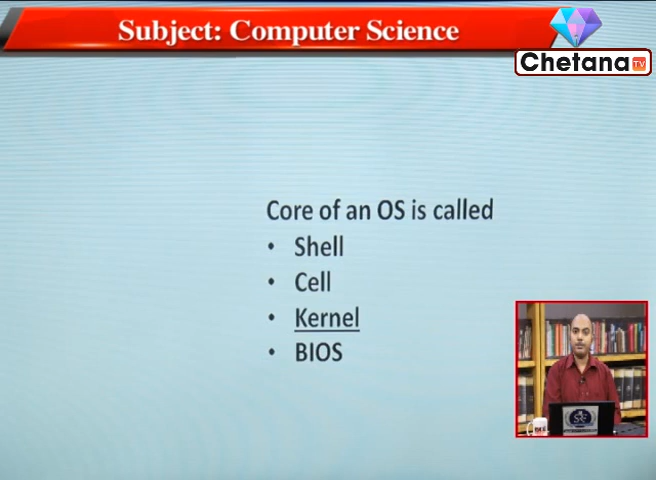 Subject: Computer Science
Chetana TV
Core of an OS is called
• Shell
• Cell
• Kernel
• BIOS